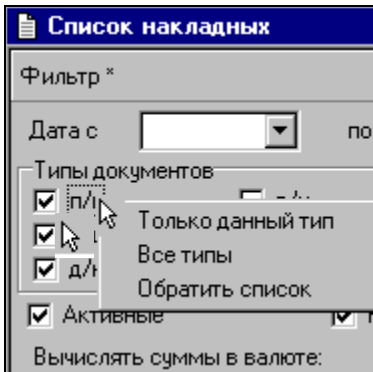 Список накладных
Фильтр *
Дата с по
Типы документов
п/н
Только данный тип
Все типы
д/н
Обратить список
Активные
Вычислять суммы в валюте: